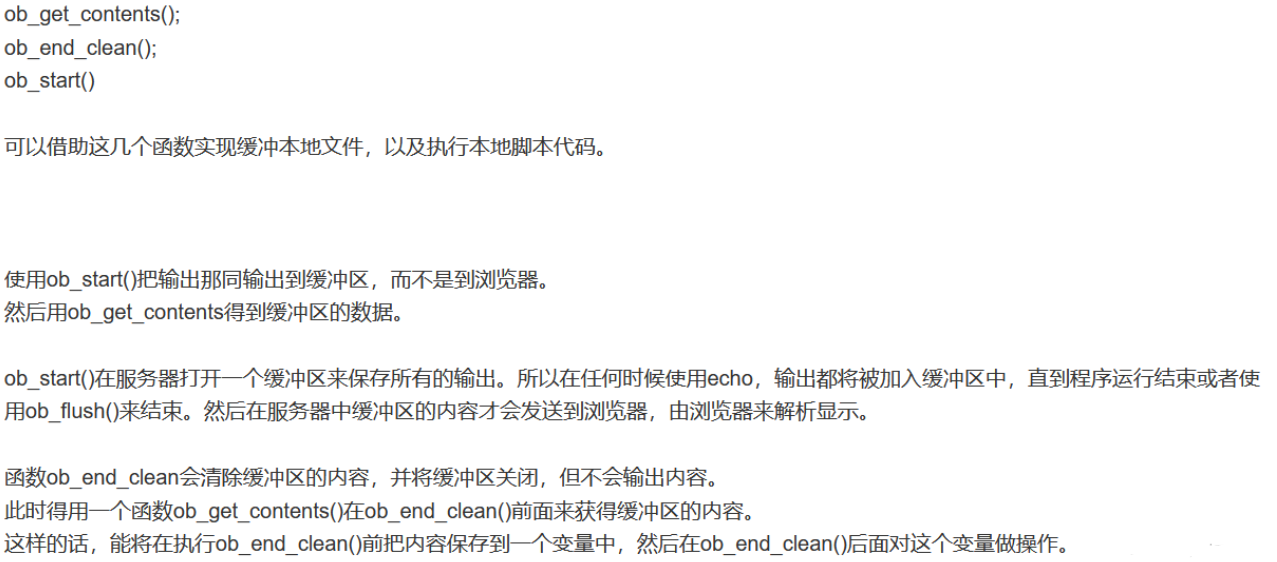 ob_get_contents();
ob_end_clean();
ob_start()
可以借助这几个函数实现缓冲本地文件，以及执行本地脚本代码。
使用ob_start()把输出那同输出到缓冲区，而不是到浏览器。
然后用ob_get_contents得到缓冲区的数据。
ob_start()在服务器打开一个缓冲区来保存所有的输出。所以在任何时候使用echo，输出都将被加入缓冲区中，直到程序运行结束或者使
用ob_flush()来结束。然后在服务器中缓冲区的内容才会发送到浏览器，由浏览器来解析显示。
函数ob_end_clean会清除缓冲区的内容，并将缓冲区关闭，但不会输出内容。
此时得用一个函数ob_get_contents()在ob_end_clean()前面来获得缓冲区的内容。
这样的话，能将在执行ob_end_clean()前把内容保存到一个变量中，然后在ob_end_clean()后面对这个变量做操作。